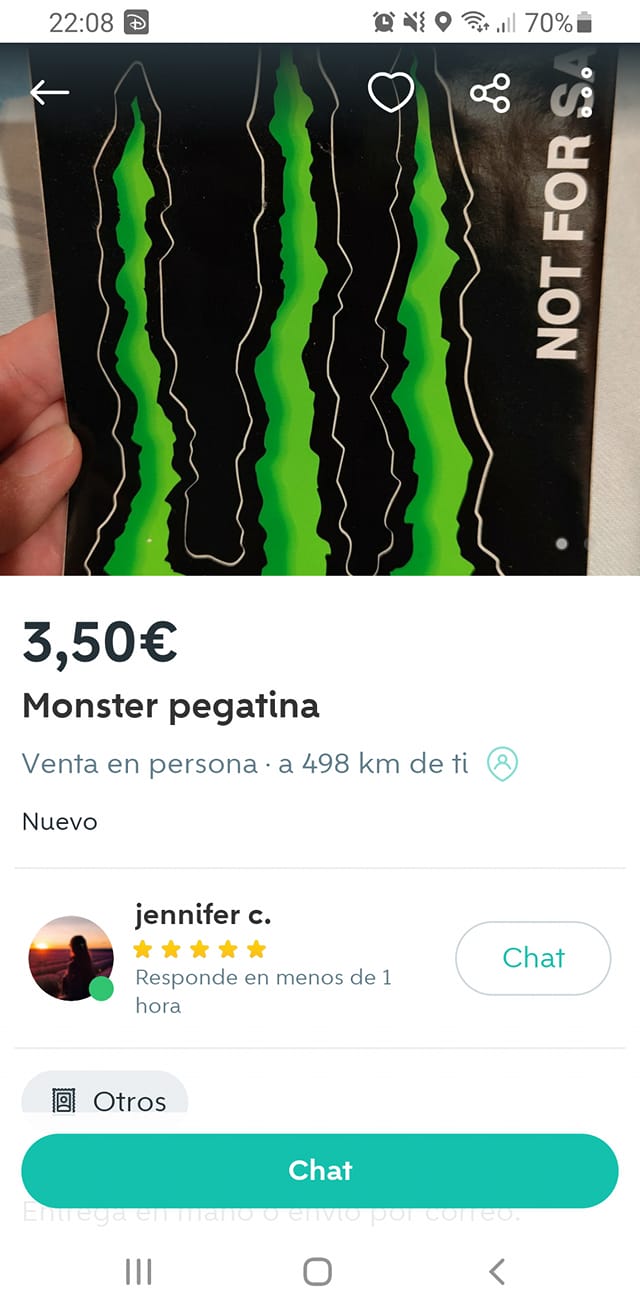 22:08
70%
NOT FOR SA
3,50€
Monster pegatina
Venta en persona · a 498 km de ti
Nuevo
jennifer c.
Responde en menos de 1
hora
Chat
Otros
Chat
Entrega en mano o envío por correo.